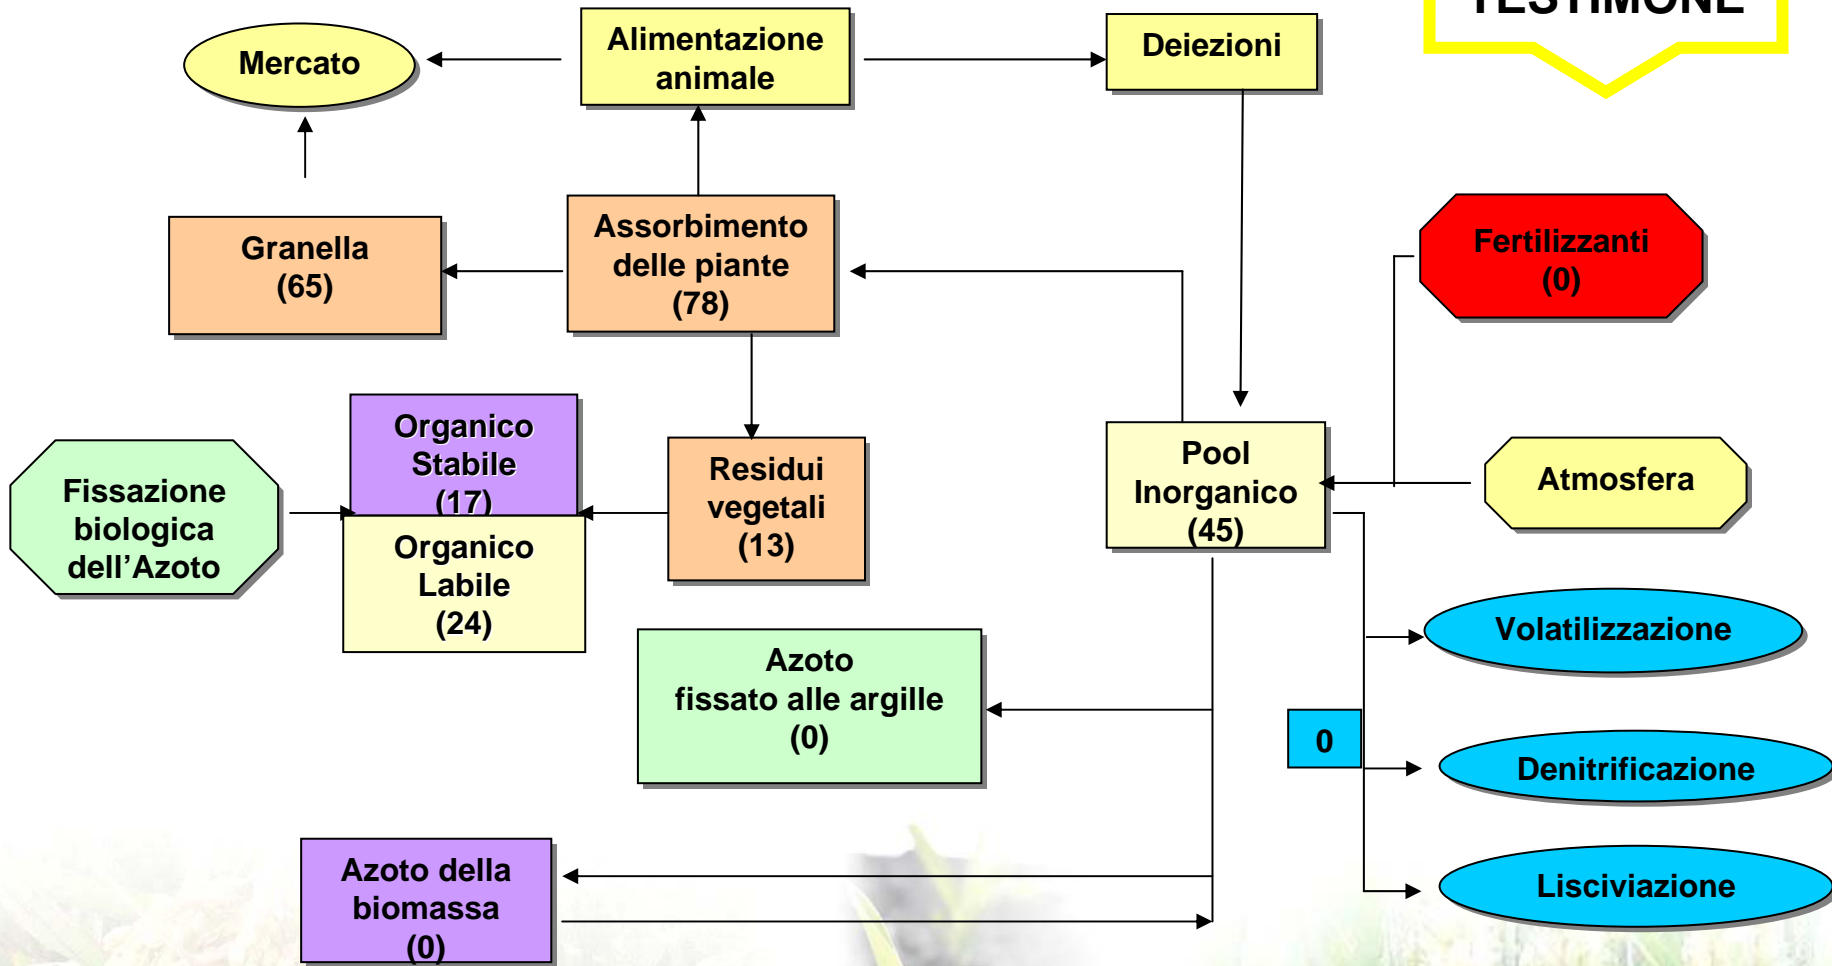 TESTIMONE
Mercato
Alimentazione
animale
Deiezioni
Granella
(65)
Assorbimento
delle piante
(78)
Fertilizzanti
(0)
Fissazione
biologica
dell'Azoto
Organico
Stabile
(17)
Organico
Labile
(24)
Residui
vegetali
(13)
Pool
Inorganico
(45)
Atmosfera
Azoto
fissato alle argille
(0)
0
Volatilizzazione
Denitrificazione
Lisciviazione
Azoto della
biomassa
(0)